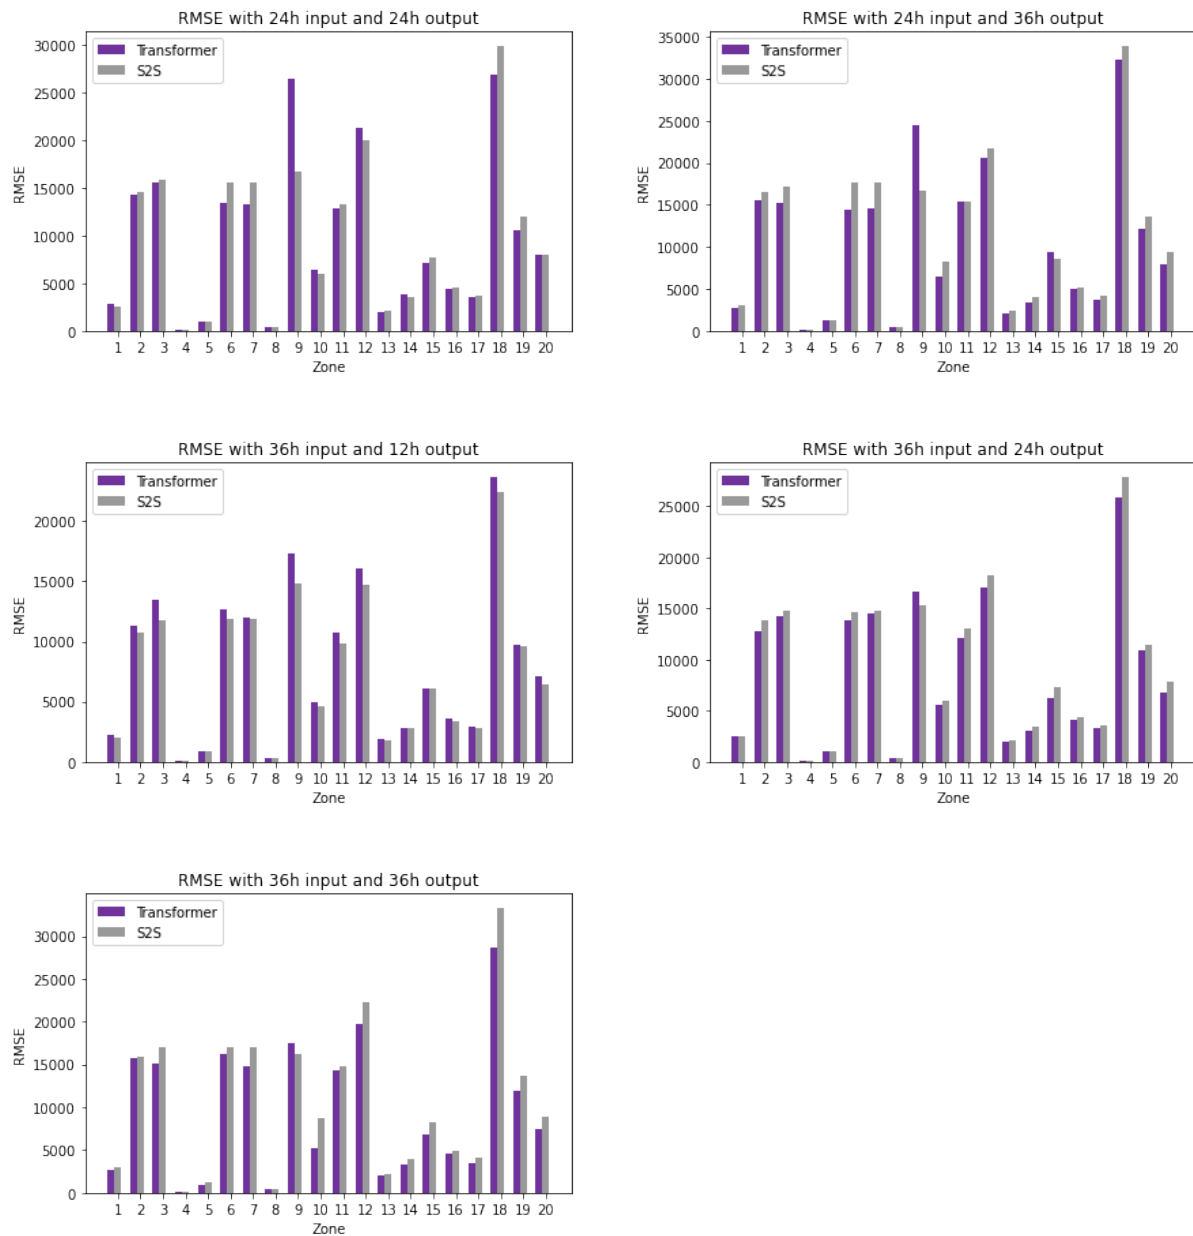 RMSE with 24h input and 24h output
Transformer
S2S
30000
25000
20000
15000
10000
5000
0
RMSE
1 2 3 4 5 6 7 8 9 10 11 12 13 14 15 16 17 18 19 20
Zone
RMSE with 24h input and 36h output
Transformer
S2S
35000
30000
25000
20000
15000
10000
5000
0
RMSE
1 2 3 4 5 6 7 8 9 10 11 12 13 14 15 16 17 18 19 20
Zone
RMSE with 36h input and 12h output
Transformer
S2S
20000
15000
10000
5000
0
RMSE
1 2 3 4 5 6 7 8 9 10 11 12 13 14 15 16 17 18 19 20
Zone
RMSE with 36h input and 24h output
Transformer
S2S
25000
20000
15000
10000
5000
0
RMSE
1 2 3 4 5 6 7 8 9 10 11 12 13 14 15 16 17 18 19 20
Zone
RMSE with 36h input and 36h output
Transformer
S2S
30000
25000
20000
15000
10000
5000
0
RMSE
1 2 3 4 5 6 7 8 9 10 11 12 13 14 15 16 17 18 19 20
Zone